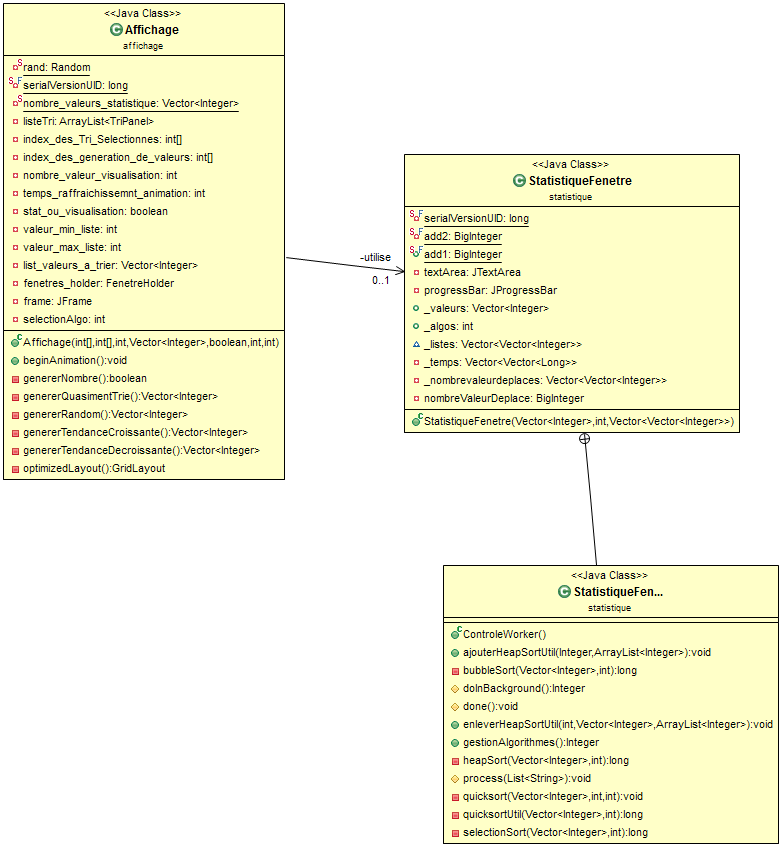 <<Java Class>>
Affichage
affichage
rand: Random
serialVersionUID: long
nombre_valeurs_statistique: Vector<Integer>
listeTri: ArrayList<TriPanel>
index_des_Tri_Selectionnes: int[]
index_des_generation_de_valeurs: int[]
nombre_valeur_visualisation: int
temps_raffraichissemnt_animation: int
stat_ou_visualisation: boolean
valeur_min_liste: int
valeur_max_liste: int
list_valeurs_a_trier: Vector<Integer>
fenetres_holder: FenetreHolder
frame: JFrame
selectionAlgo: int
Affichage(int[],int[],int,Vector<Integer>,boolean,int,int)
beginAnimation():void
genererNombre():boolean
genererQuasimentTrie():Vector<Integer>
genererRandom():Vector<Integer>
genererTendanceCroissante():Vector<Integer>
genererTendanceDecroissante():Vector<Integer>
optimizedLayout():GridLayout
-utilise
0..1
<<Java Class>>
StatistiqueFenetre
statistique
serialVersionUID: long
add2: BigInteger
add1: BigInteger
textArea: JTextArea
progressBar: JProgressBar
_valeurs: Vector<Integer>
_algos: int
_listes: Vector<Vector<Integer>>
_temps: Vector<Vector<Long>>
_nombrevaleurdeplaces: Vector<Vector<Integer>>
nombreValeurDeplace: BigInteger
StatistiqueFenetre(Vector<Integer>,int,Vector<Vector<Integer>>)
<<Java Class>>
StatistiqueFen...
statistique
ControleWorker()
ajouterHeapSortUtil(Integer,ArrayList<Integer>):void
bubbleSort(Vector<Integer>,int):long
doInBackground():Integer
done():void
enleverHeapSortUtil(int,Vector<Integer>,ArrayList<Integer>):void
gestionAlgorithmes():Integer
heapSort(Vector<Integer>,int):long
process(List<String>):void
quicksort(Vector<Integer>,int,int):void
quicksortUtil(Vector<Integer>,int):long
selectionSort(Vector<Integer>,int):long